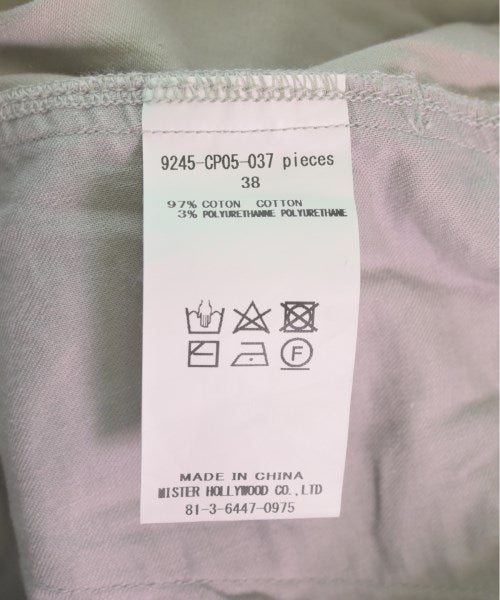 9245-CP05-037 pieces
38
97% COTON COTTON
3% POLYURETHANNE POLYURETHANE
F
MADE IN CHINA
MISTER HOLLYWOOD CO.,LTD
81-3-6447-0975